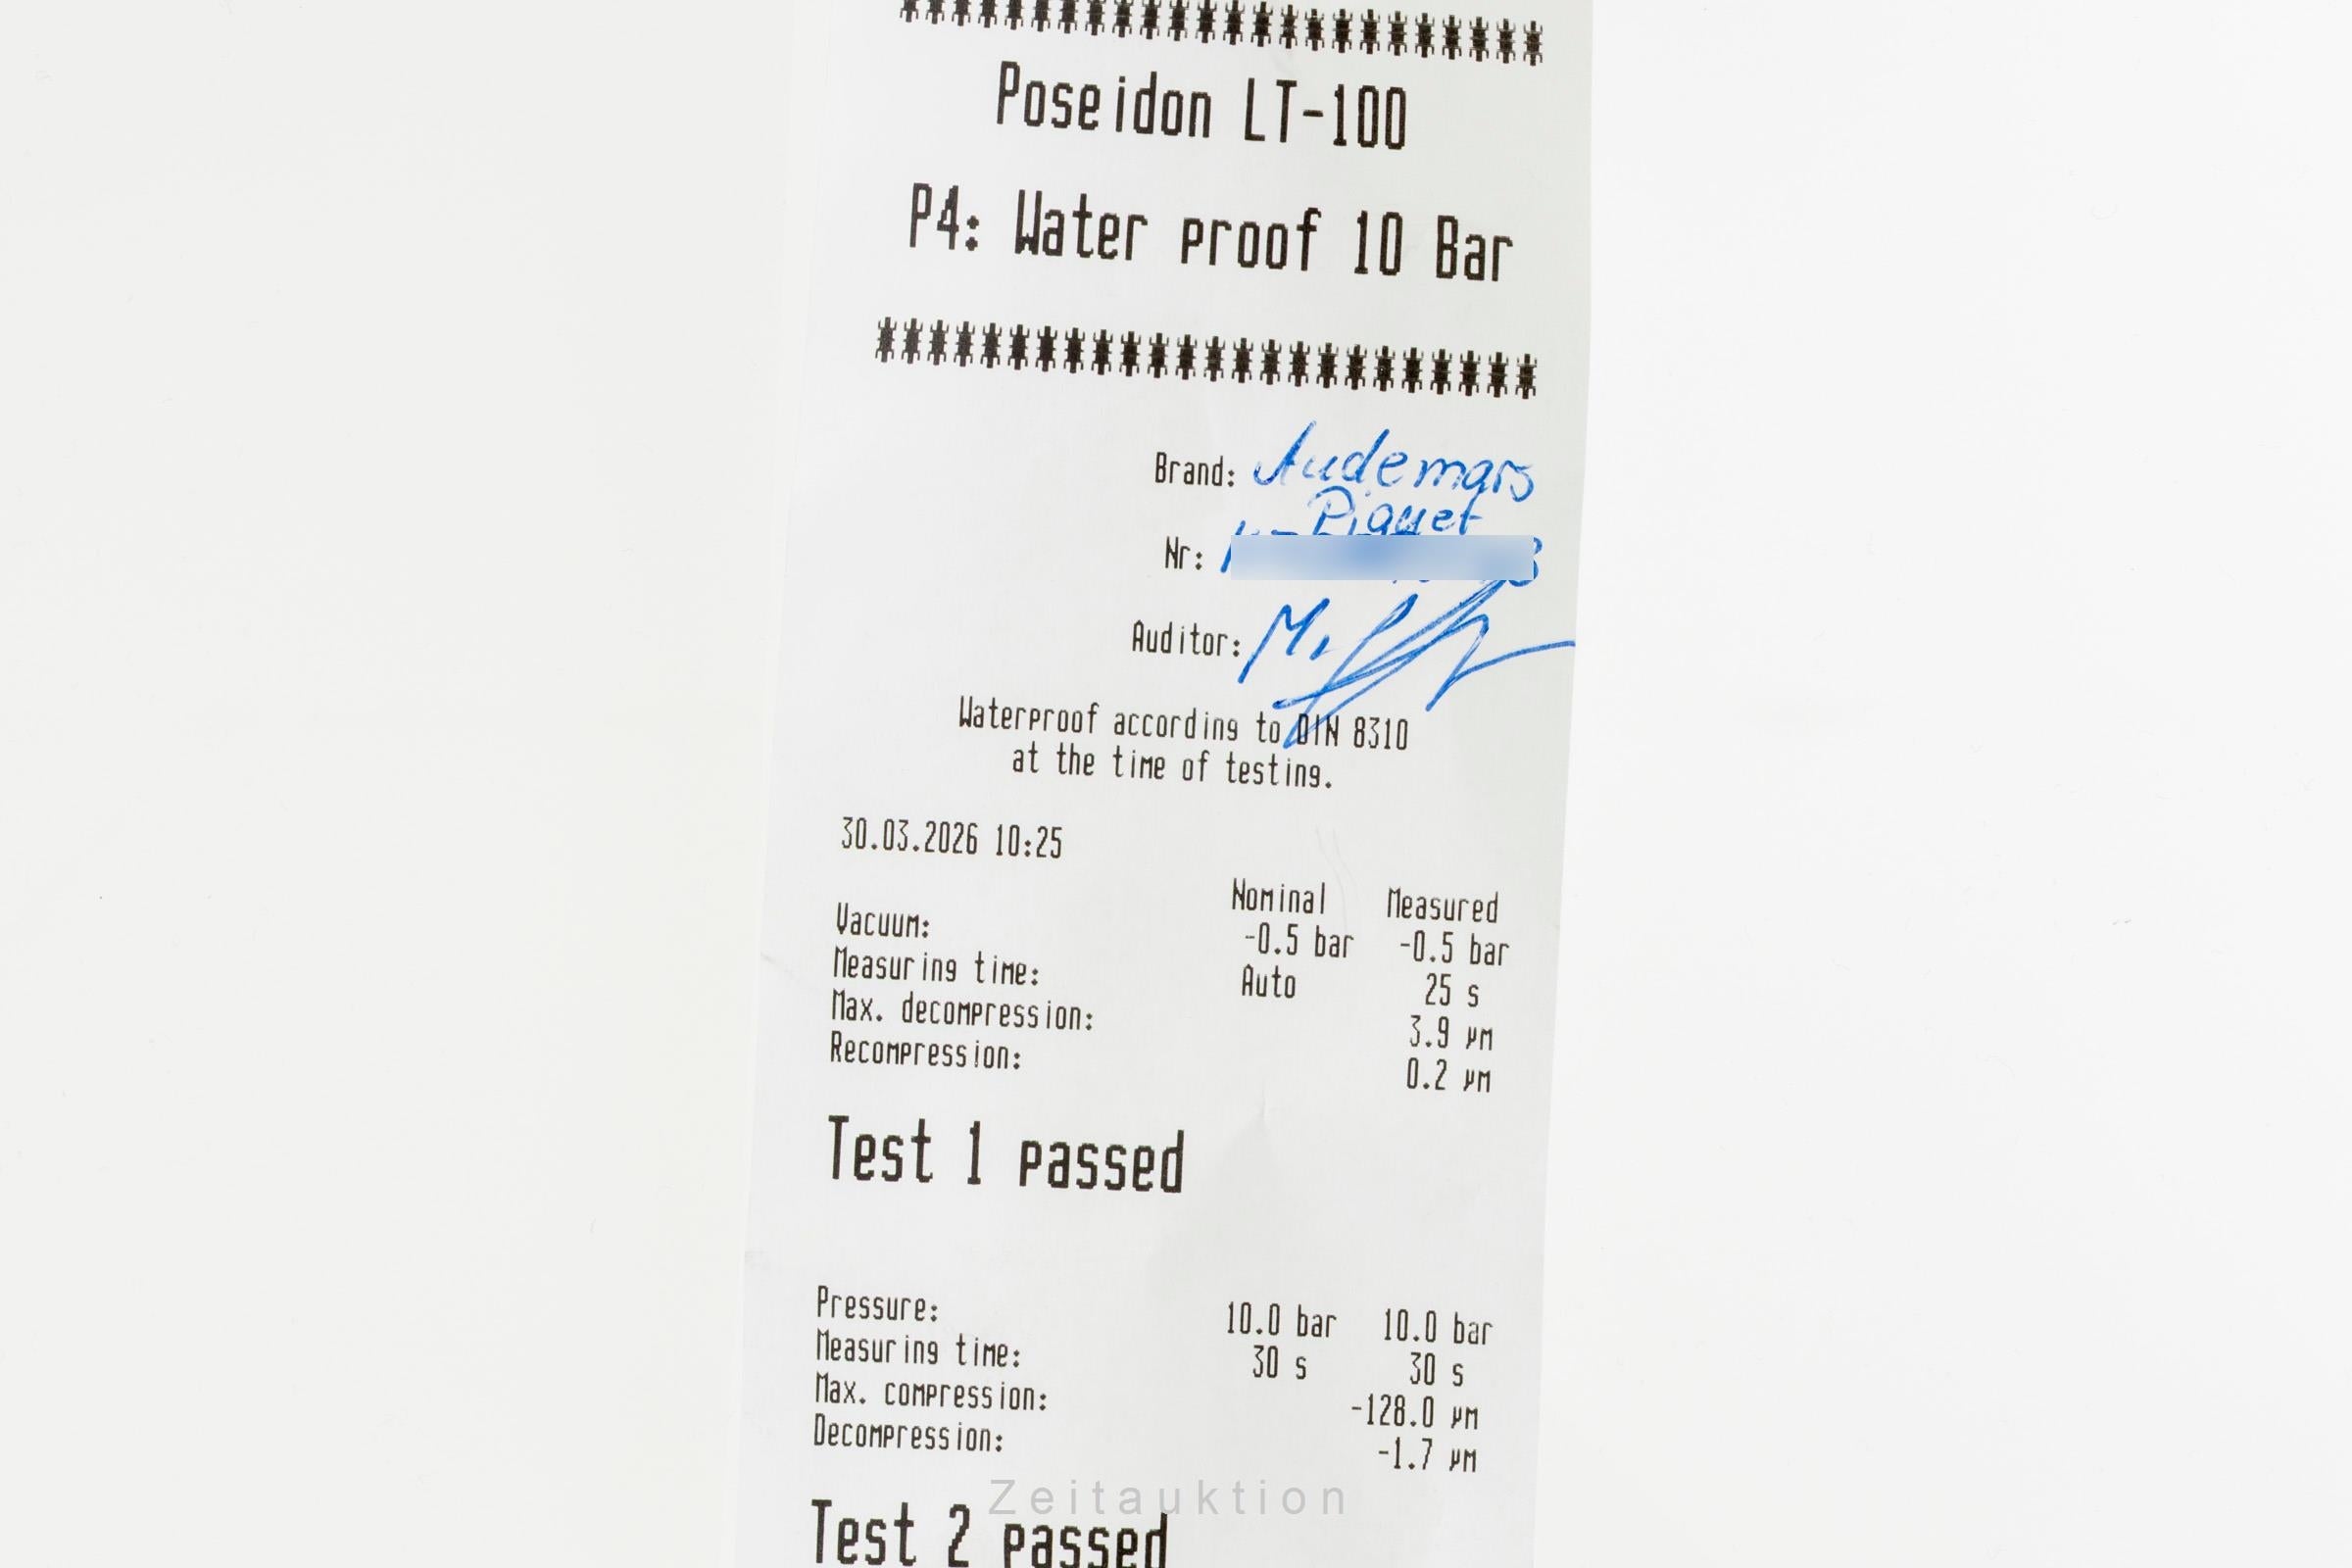 Poseidon LT-100
P4: Water proof 10 Bar
Brand: Audemars
Piguet
Nr:
Auditor: M.
Waterproof according to DIN 8310
at the time of testing.
30.03.2026 10:25
Nominal Measured
Vacuum: -0.5 bar -0.5 bar
Measuring time: Auto 25 s
Max. decompression: 3.9 µm
Recompression: 0.2 µm
Test 1 passed
Pressure: 10.0 bar 10.0 bar
Measuring time: 30 s 30 s
Max. compression: -128.0 µm
Decompression: -1.7 µm
Zeitauktion
Test 2 passed